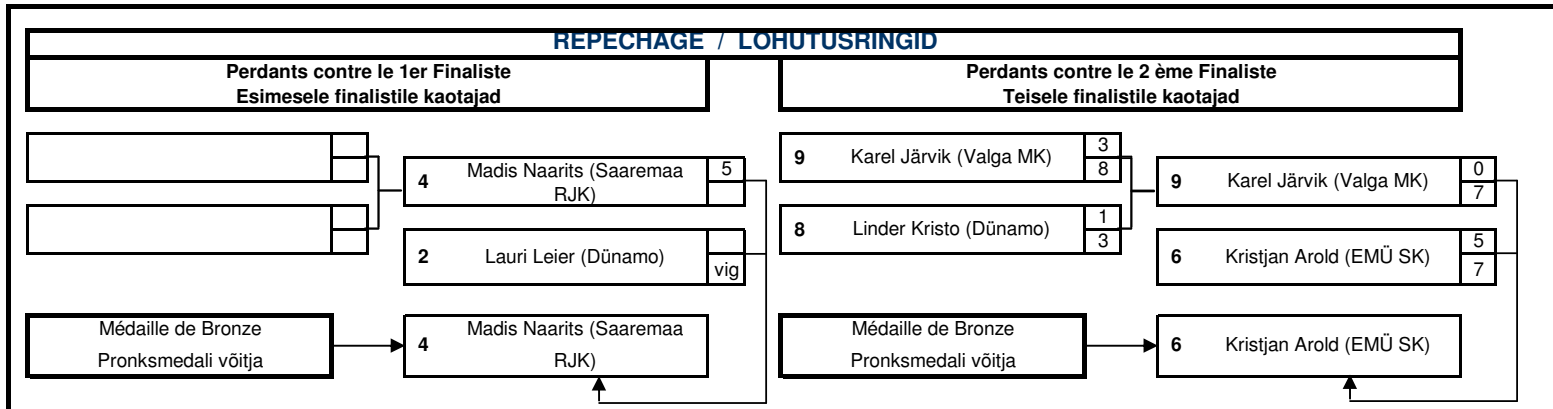 REPECHAGE / LOHUTUSRINGID
Perdants contre le 1er Finaliste
Esimesele finalistile kaotajad
Perdants contre le 2 ème Finaliste
Teisele finalistile kaotajad
4 Madis Naarits (Saaremaa RJK) 5
2 Lauri Leier (Dünamo) vig
Médaille de Bronze
Pronksmedali võitja
4 Madis Naarits (Saaremaa
RJK)
9 Karel Järvik (Valga MK) 3
8
8 Linder Kristo (Dünamo) 1
3
9 Karel Järvik (Valga MK) 0
7
6 Kristjan Arold (EMÜ SK) 5
7
Médaille de Bronze
Pronksmedali võitja
6 Kristjan Arold (EMÜ SK)